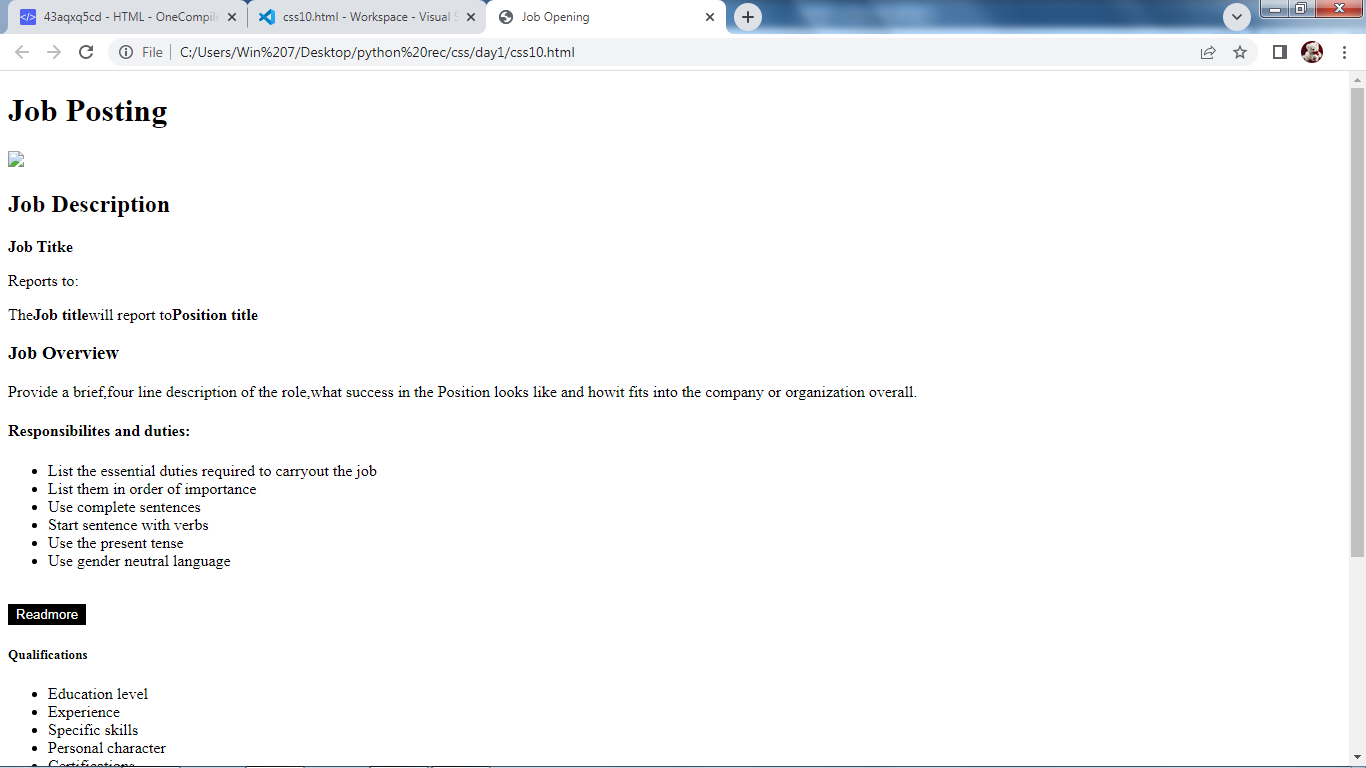 43aqxq5cd - HTML - OneCompile
css10.html - Workspace - Visual S
Job Opening
File
C:/Users/Win%207/Desktop/python%20rec/css/day1/css10.html
Job Posting
Job Description
Job Titke
Reports to:
TheJob titlewill report toPosition title
Job Overview
Provide a brief,four line description of the role,what success in the Position looks like and howit fits into the company or organization overall.
Responsibilites and duties:
• List the essential duties required to carryout the job
• List them in order of importance
• Use complete sentences
• Start sentence with verbs
• Use the present tense
• Use gender neutral language
Readmore
Qualifications
• Education level
• Experience
• Specific skills
• Personal character
• Certifications